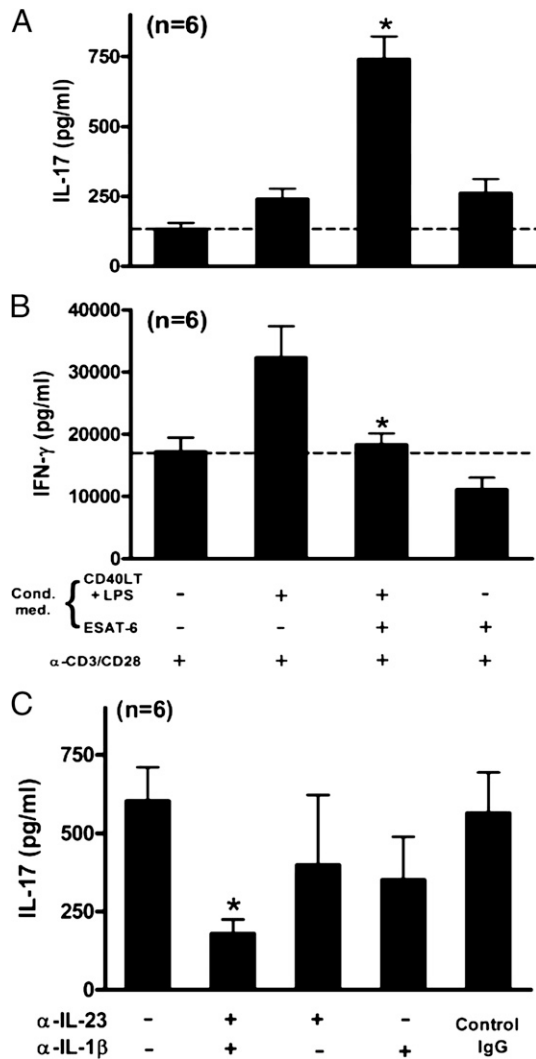 A
(n=6)
*
IL-17 (pg/ml)
750
500
250
0
B
(n=6)
*
IFN-γ (pg/ml)
40000
30000
20000
10000
0
Cond. med. { CD40LT + LPS - + + -
ESAT-6 - - + +
α-CD3/CD28 + + + +
C
(n=6)
*
IL-17 (pg/ml)
750
500
250
0
α-IL-23 - + + - Control
α-IL-1β - + - + IgG